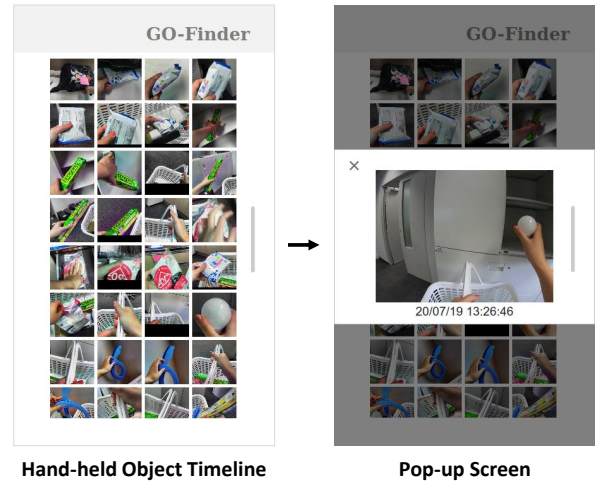 GO-Finder
GO-Finder
×
20/07/19 13:26:46
Hand-held Object Timeline
Pop-up Screen